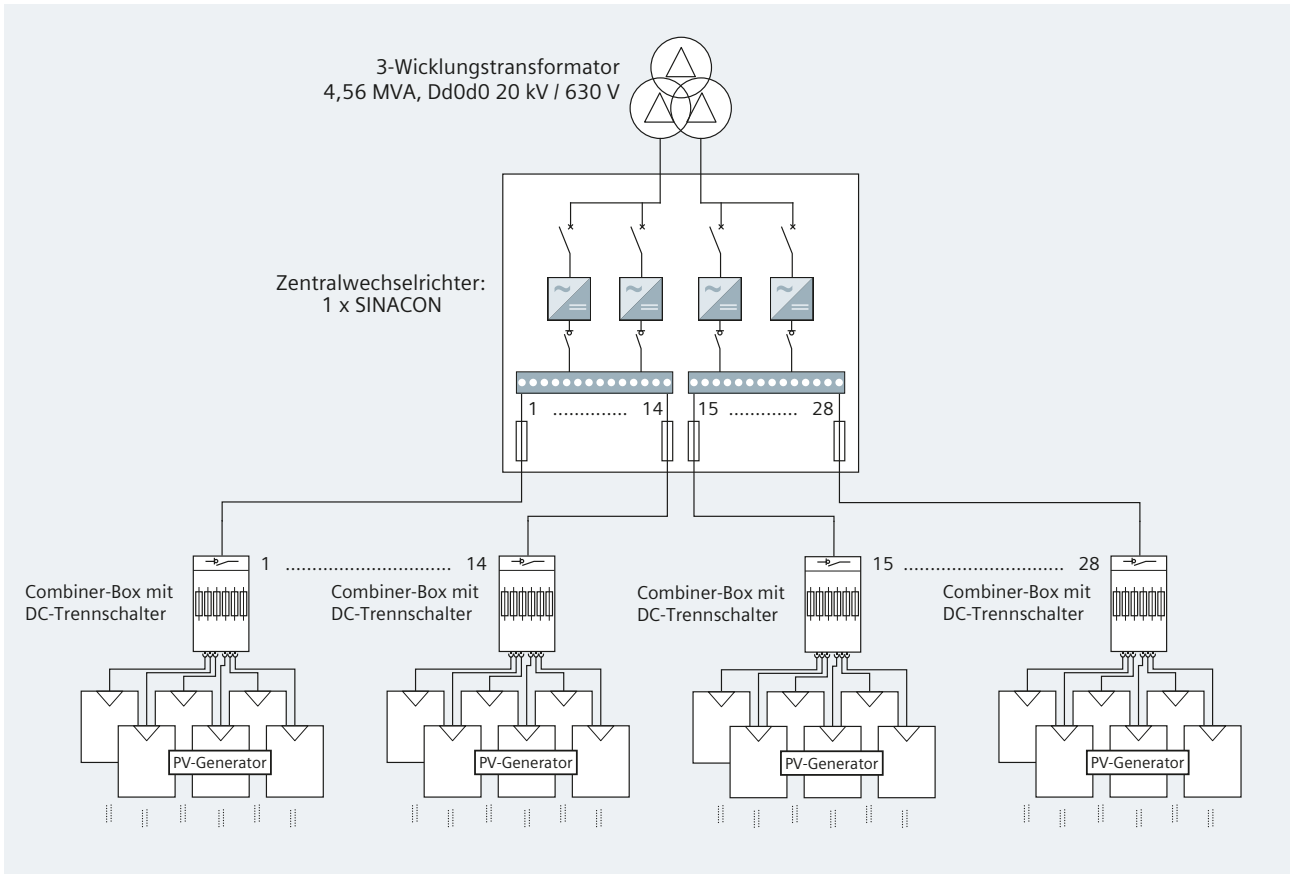 3-Wicklungstransformator
4,56 MVA, Dd0d0 20 kV / 630 V
Zentralwechselrichter:
1 x SINACON
1 .............. 14
15 ............. 28
1 ............................... 14
15 .............................. 28
Combiner-Box mit
DC-Trennschalter
Combiner-Box mit
DC-Trennschalter
Combiner-Box mit
DC-Trennschalter
Combiner-Box mit
DC-Trennschalter
PV-Generator
PV-Generator
PV-Generator
PV-Generator